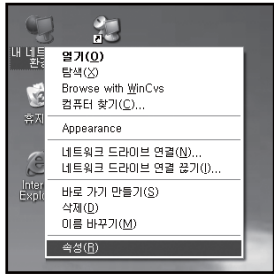 내 네트
환경
휴지
Inter
Explo
열기(O)
탐색(X)
Browse with WinCvs
컴퓨터 찾기(C)...
Appearance
네트워크 드라이브 연결(N)...
네트워크 드라이브 연결 끊기(I)...
바로 가기 만들기(S)
삭제(D)
이름 바꾸기(M)
속성(R)